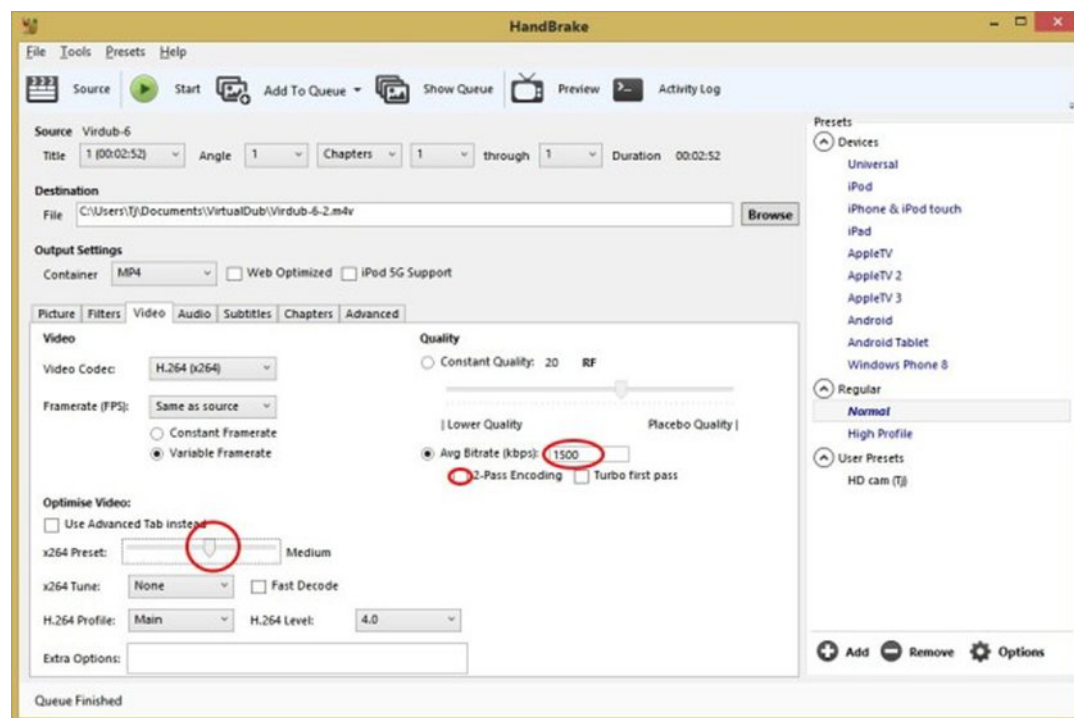 HandBrake
File Tools Presets Help
Source Start Add To Queue Show Queue Preview Activity Log
Source Virdub-6
Title 1 (00:02:52) Angle 1 Chapters 1 through 1 Duration 00:02:52
Destination
File C:\Users\Tj\Documents\VirtualDub\Virdub-6-2.m4v Browse
Output Settings
Container MP4 Web Optimized iPod 5G Support
Picture Filters Video Audio Subtitles Chapters Advanced
Video
Video Codec: H.264 (x264)
Framerate (FPS): Same as source
Constant Framerate
Variable Framerate
Quality
Constant Quality: 20 RF
| Lower Quality Placebo Quality |
Avg Bitrate (kbps): 1500
2-Pass Encoding Turbo first pass
Optimise Video:
Use Advanced Tab instead
x264 Preset: Medium
x264 Tune: None Fast Decode
H.264 Profile: Main H.264 Level: 4.0
Extra Options:
Presets
Devices
Universal
iPod
iPhone & iPod touch
iPad
AppleTV
AppleTV 2
AppleTV 3
Android
Android Tablet
Windows Phone 8
Regular
Normal
High Profile
User Presets
HD cam (Tj)
Add Remove Options
Queue Finished